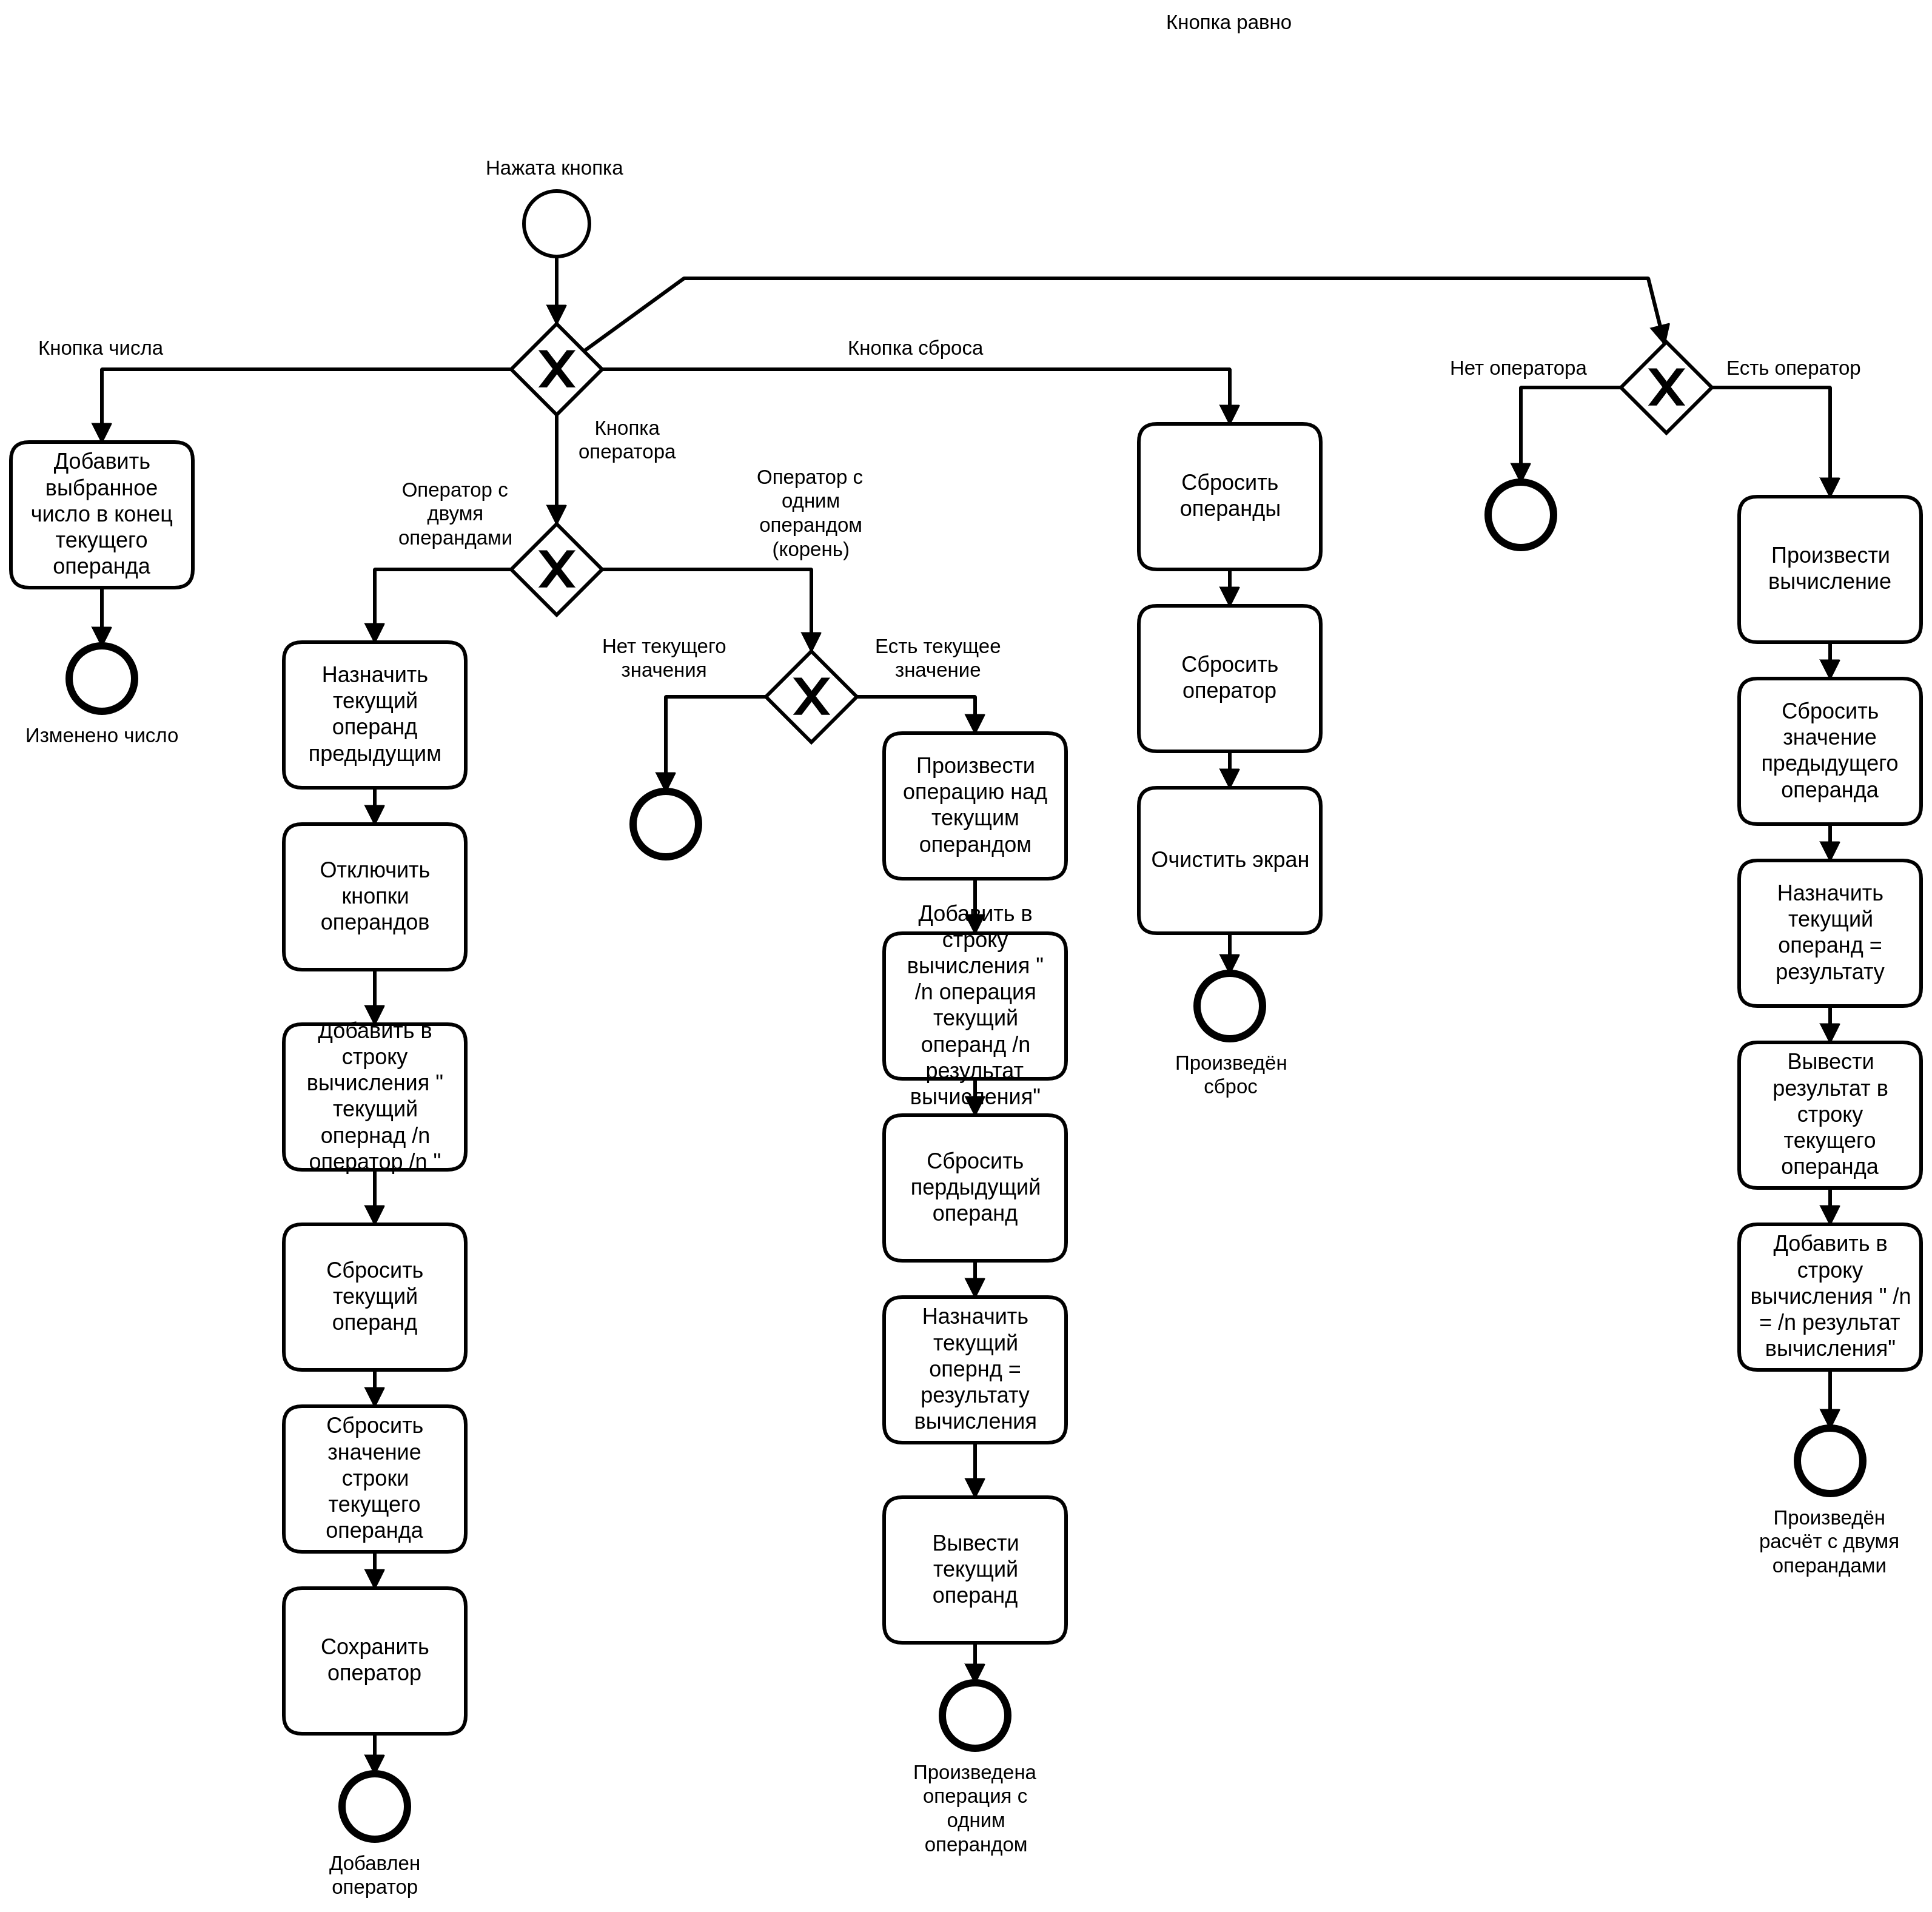 Кнопка равно
Нажата кнопка
Кнопка числа
Кнопка сброса
Нет оператора
Есть оператор
Кнопка
оператора
Добавить
выбранное
число в конец
текущего
операнда
Изменено число
Оператор с
двумя
операндами
Оператор с
одним
операндом
(корень)
Назначить
текущий
операнд
предыдущим
Отключить
кнопки
операндов
Добавить в
строку
вычисления "
текущий
опернад /n
оператор /n "
Сбросить
текущий
операнд
Сбросить
значение
строки
текущего
операнда
Сохранить
оператор
Добавлен
оператор
Нет текущего
значения
Есть текущее
значение
Произвести
операцию над
текущим
операндом
Добавить в
строку
вычисления "
/n операция
текущий
операнд /n
результат
вычисления"
Сбросить
пердыдущий
операнд
Назначить
текущий
опернд =
результату
вычисления
Вывести
текущий
операнд
Произведена
операция с
одним
операндом
Сбросить
операнды
Сбросить
оператор
Очистить экран
Произведён
сброс
Произвести
вычисление
Сбросить
значение
предыдущего
операнда
Назначить
текущий
операнд =
результату
Вывести
результат в
строку
текущего
операнда
Добавить в
строку
вычисления " /n
= /n результат
вычисления"
Произведён
расчёт с двумя
операндами